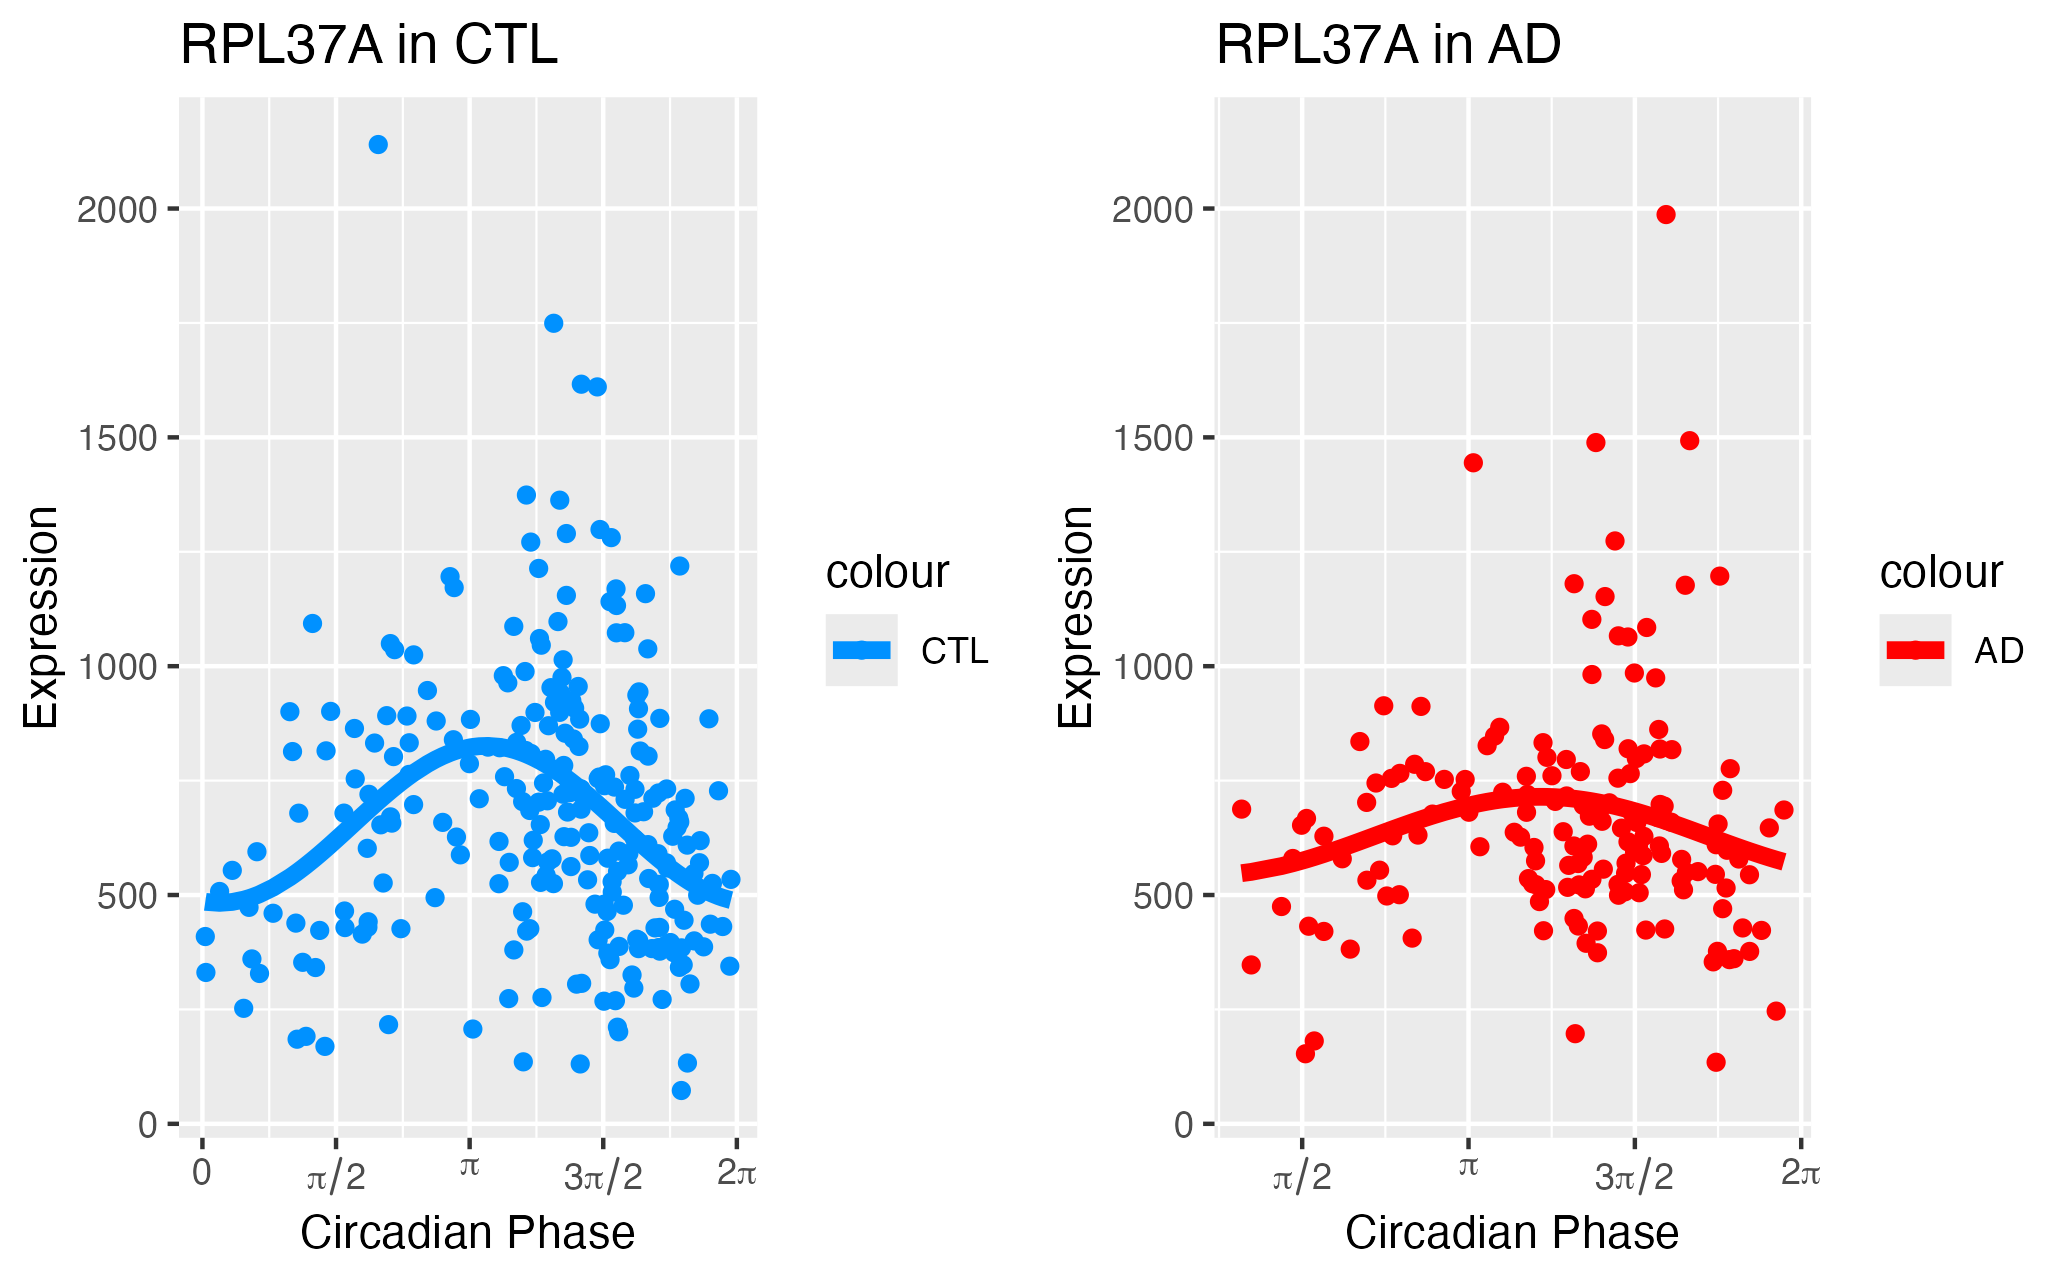 RPL37A in CTL
Expression
2000
1500
1000
500
0
0 π/2 π 3π/2 2π
Circadian Phase
colour
CTL
RPL37A in AD
Expression
2000
1500
1000
500
0
π/2 π 3π/2 2π
Circadian Phase
colour
AD